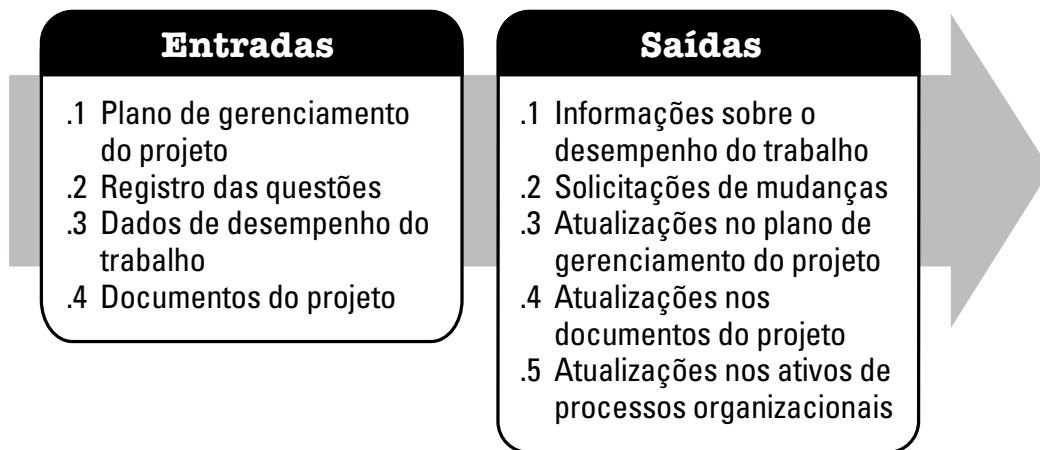 Entradas
.1 Plano de gerenciamento
do projeto
.2 Registro das questões
.3 Dados de desempenho do
trabalho
.4 Documentos do projeto
Saídas
.1 Informações sobre o
desempenho do trabalho
.2 Solicitações de mudanças
.3 Atualizações no plano de
gerenciamento do projeto
.4 Atualizações nos
documentos do projeto
.5 Atualizações nos ativos de
processos organizacionais